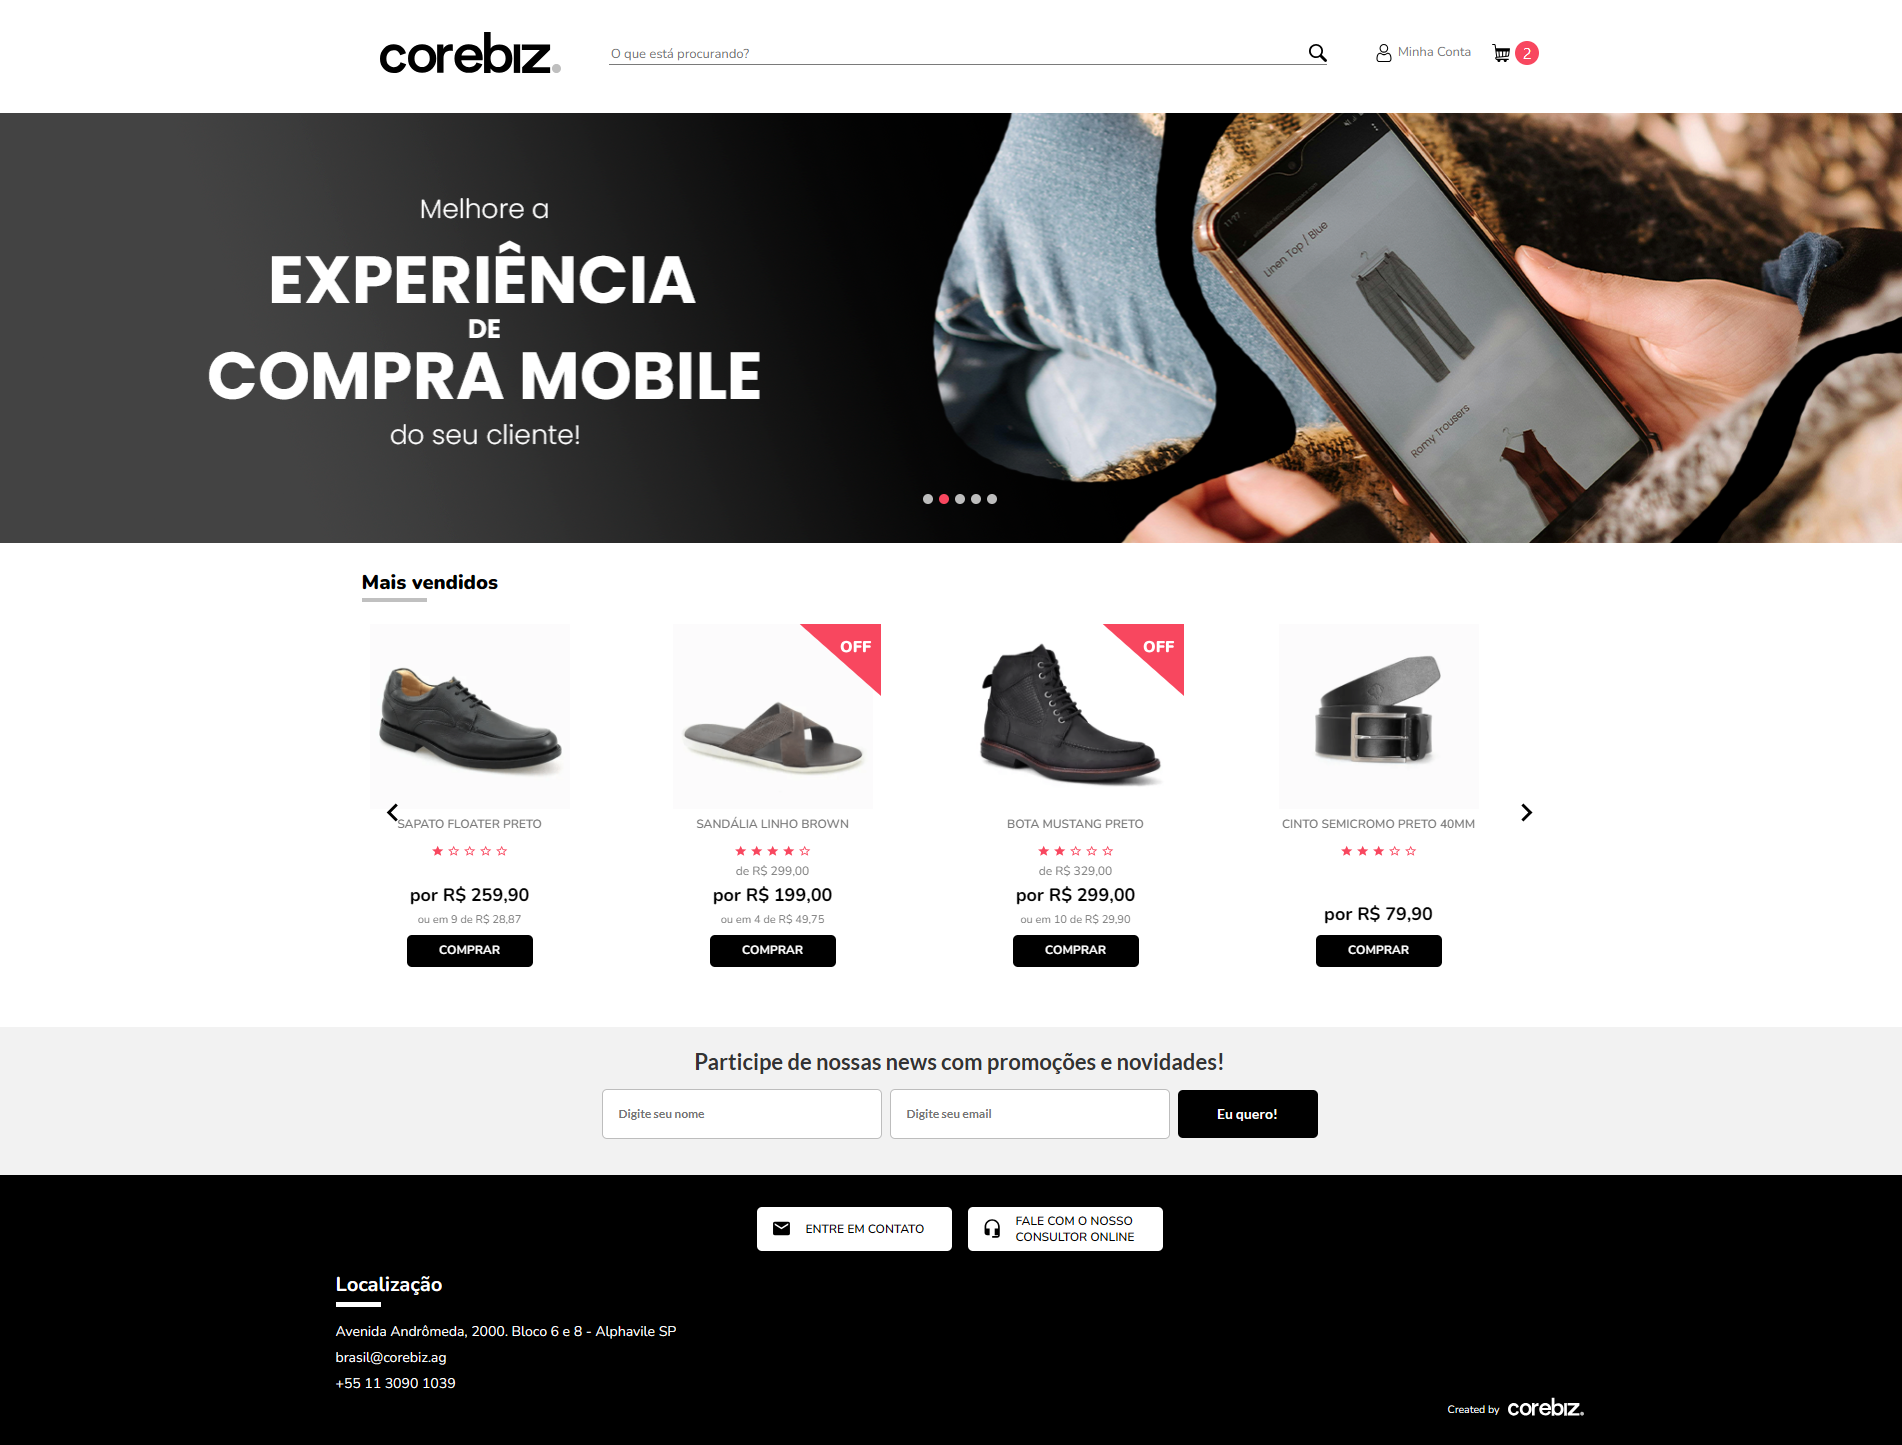 corebiz.
O que está procurando?
Minha Conta
2
Melhore a
EXPERIÊNCIA
DE
COMPRA MOBILE
do seu cliente!
11:27
Linen Top / Blue
Romy Trousers
Mais vendidos
SAPATO FLOATER PRETO
por R$ 259,90
ou em 9 de R$ 28,87
COMPRAR
OFF
SANDÁLIA LINHO BROWN
de R$ 299,00
por R$ 199,00
ou em 4 de R$ 49,75
COMPRAR
OFF
BOTA MUSTANG PRETO
de R$ 329,00
por R$ 299,00
ou em 10 de R$ 29,90
COMPRAR
CINTO SEMICROMO PRETO 40MM
por R$ 79,90
COMPRAR
Participe de nossas news com promoções e novidades!
Digite seu nome
Digite seu email
Eu quero!
ENTRE EM CONTATO
FALE COM O NOSSO
CONSULTOR ONLINE
Localização
Avenida Andrômeda, 2000. Bloco 6 e 8 - Alphavile SP
brasil@corebiz.ag
+55 11 3090 1039
Created by corebiz.